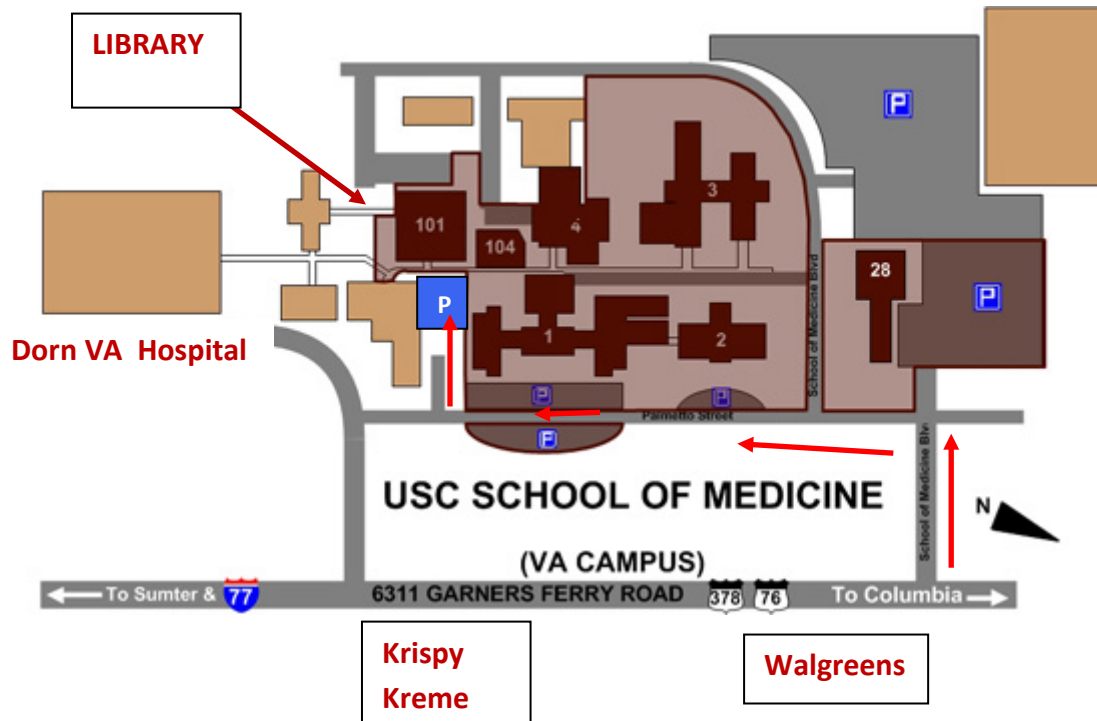 LIBRARY
P
101
104
4
3
School of Medicine Blvd
28
P
P
1
2
Dorn VA Hospital
P
P
Palmetto Street
P
USC SCHOOL OF MEDICINE
(VA CAMPUS)
School of Medicine Blv
N
To Sumter & 77
6311 GARNERS FERRY ROAD 378 76
To Columbia
Krispy
Kreme
Walgreens